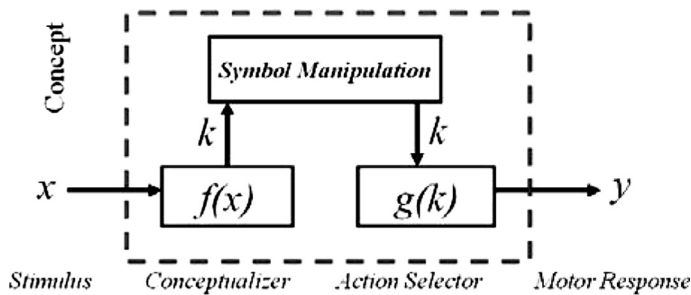 Concept
Symbol Manipulation
k k
x f(x) g(k) y
Stimulus Conceptualizer Action Selector Motor Response